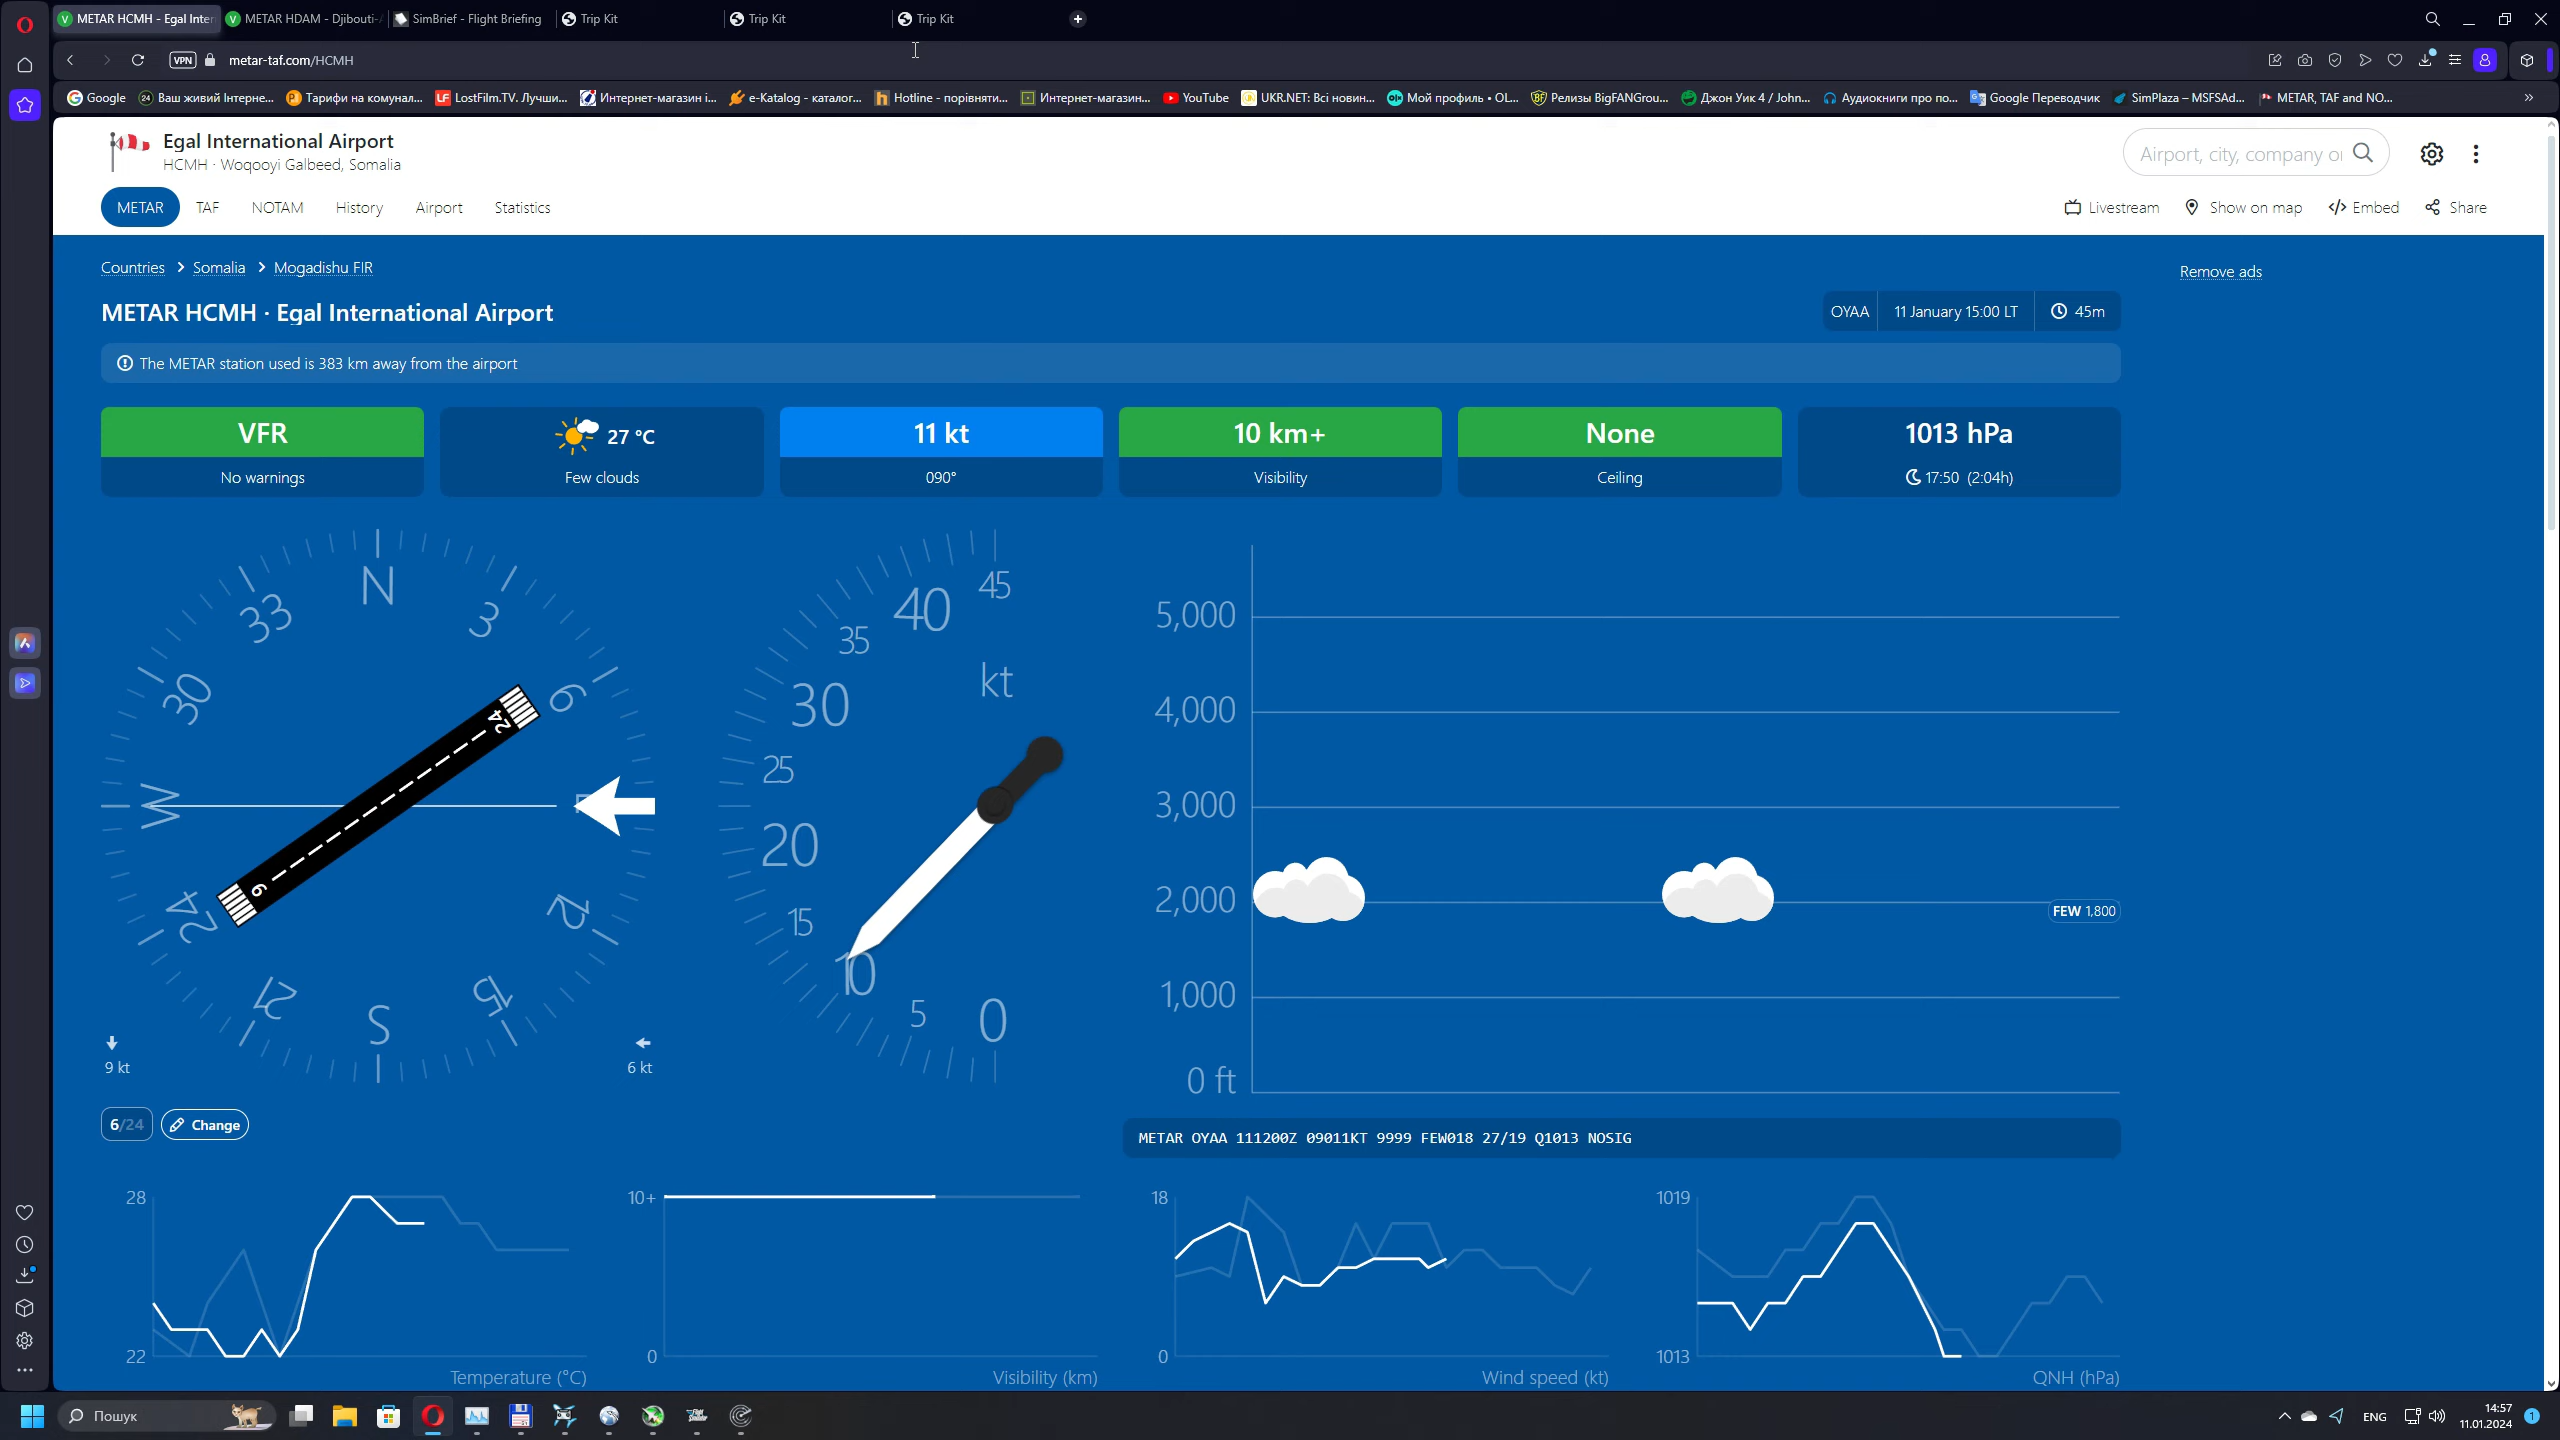 METAR HCMH - Egal Inter
METAR HDAM - Djibouti-
SimBrief - Flight Briefing
Trip Kit
Trip Kit
Trip Kit
VPN
metar-taf.com/HCMH
Google
Ваш живий Інтерне...
Тарифи на комунал...
LostFilm.TV. Лучши...
Интернет-магазин і...
e-Katalog - каталог...
Hotline - порівняти...
Интернет-магазин...
YouTube
UKR.NET: Всі новин...
Мой профиль • OL...
Релизы BigFANGrou...
Джон Уик 4 / John...
Аудиокниги про по...
Google Переводчик
SimPlaza – MSFSAd...
METAR, TAF and NO...
Egal International Airport
HCMH · Woqooyi Galbeed, Somalia
Airport, city, company or
METAR
TAF
NOTAM
History
Airport
Statistics
Livestream
Show on map
Embed
Share
Countries > Somalia > Mogadishu FIR
Remove ads
METAR HCMH · Egal International Airport
OYAA
11 January 15:00 LT
45m
The METAR station used is 383 km away from the airport
VFR
No warnings
27 °C
Few clouds
11 kt
090°
10 km+
Visibility
None
Ceiling
1013 hPa
17:50 (2:04h)
N
3
6
E
12
15
S
21
24
W
30
33
24
6
9 kt
6 kt
45
40
35
30
25
20
15
10
5
0
kt
5,000
4,000
3,000
2,000
1,000
0 ft
FEW 1,800
6/24
Change
METAR OYAA 111200Z 09011KT 9999 FEW018 27/19 Q1013 NOSIG
28
22
Temperature (°C)
10+
0
Visibility (km)
18
0
Wind speed (kt)
1019
1013
QNH (hPa)
Пошук
ENG
14:57
11.01.2024
1